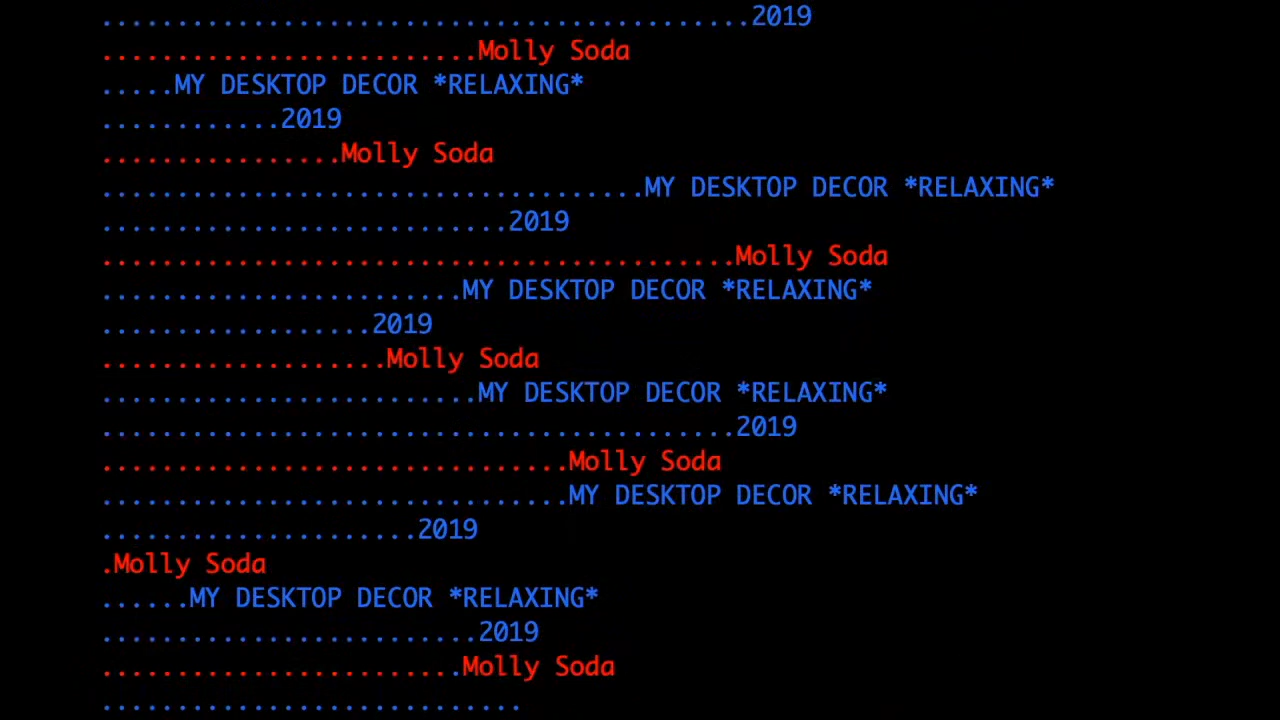 ...........................................2019
.........................Molly Soda
.....MY DESKTOP DECOR *RELAXING*
............2019
................Molly Soda
....................................MY DESKTOP DECOR *RELAXING*
...........................2019
..........................................Molly Soda
........................MY DESKTOP DECOR *RELAXING*
..................2019
...................Molly Soda
.........................MY DESKTOP DECOR *RELAXING*
..........................................2019
...............................Molly Soda
...............................MY DESKTOP DECOR *RELAXING*
.....................2019
.Molly Soda
......MY DESKTOP DECOR *RELAXING*
.........................2019
........................Molly Soda
............................